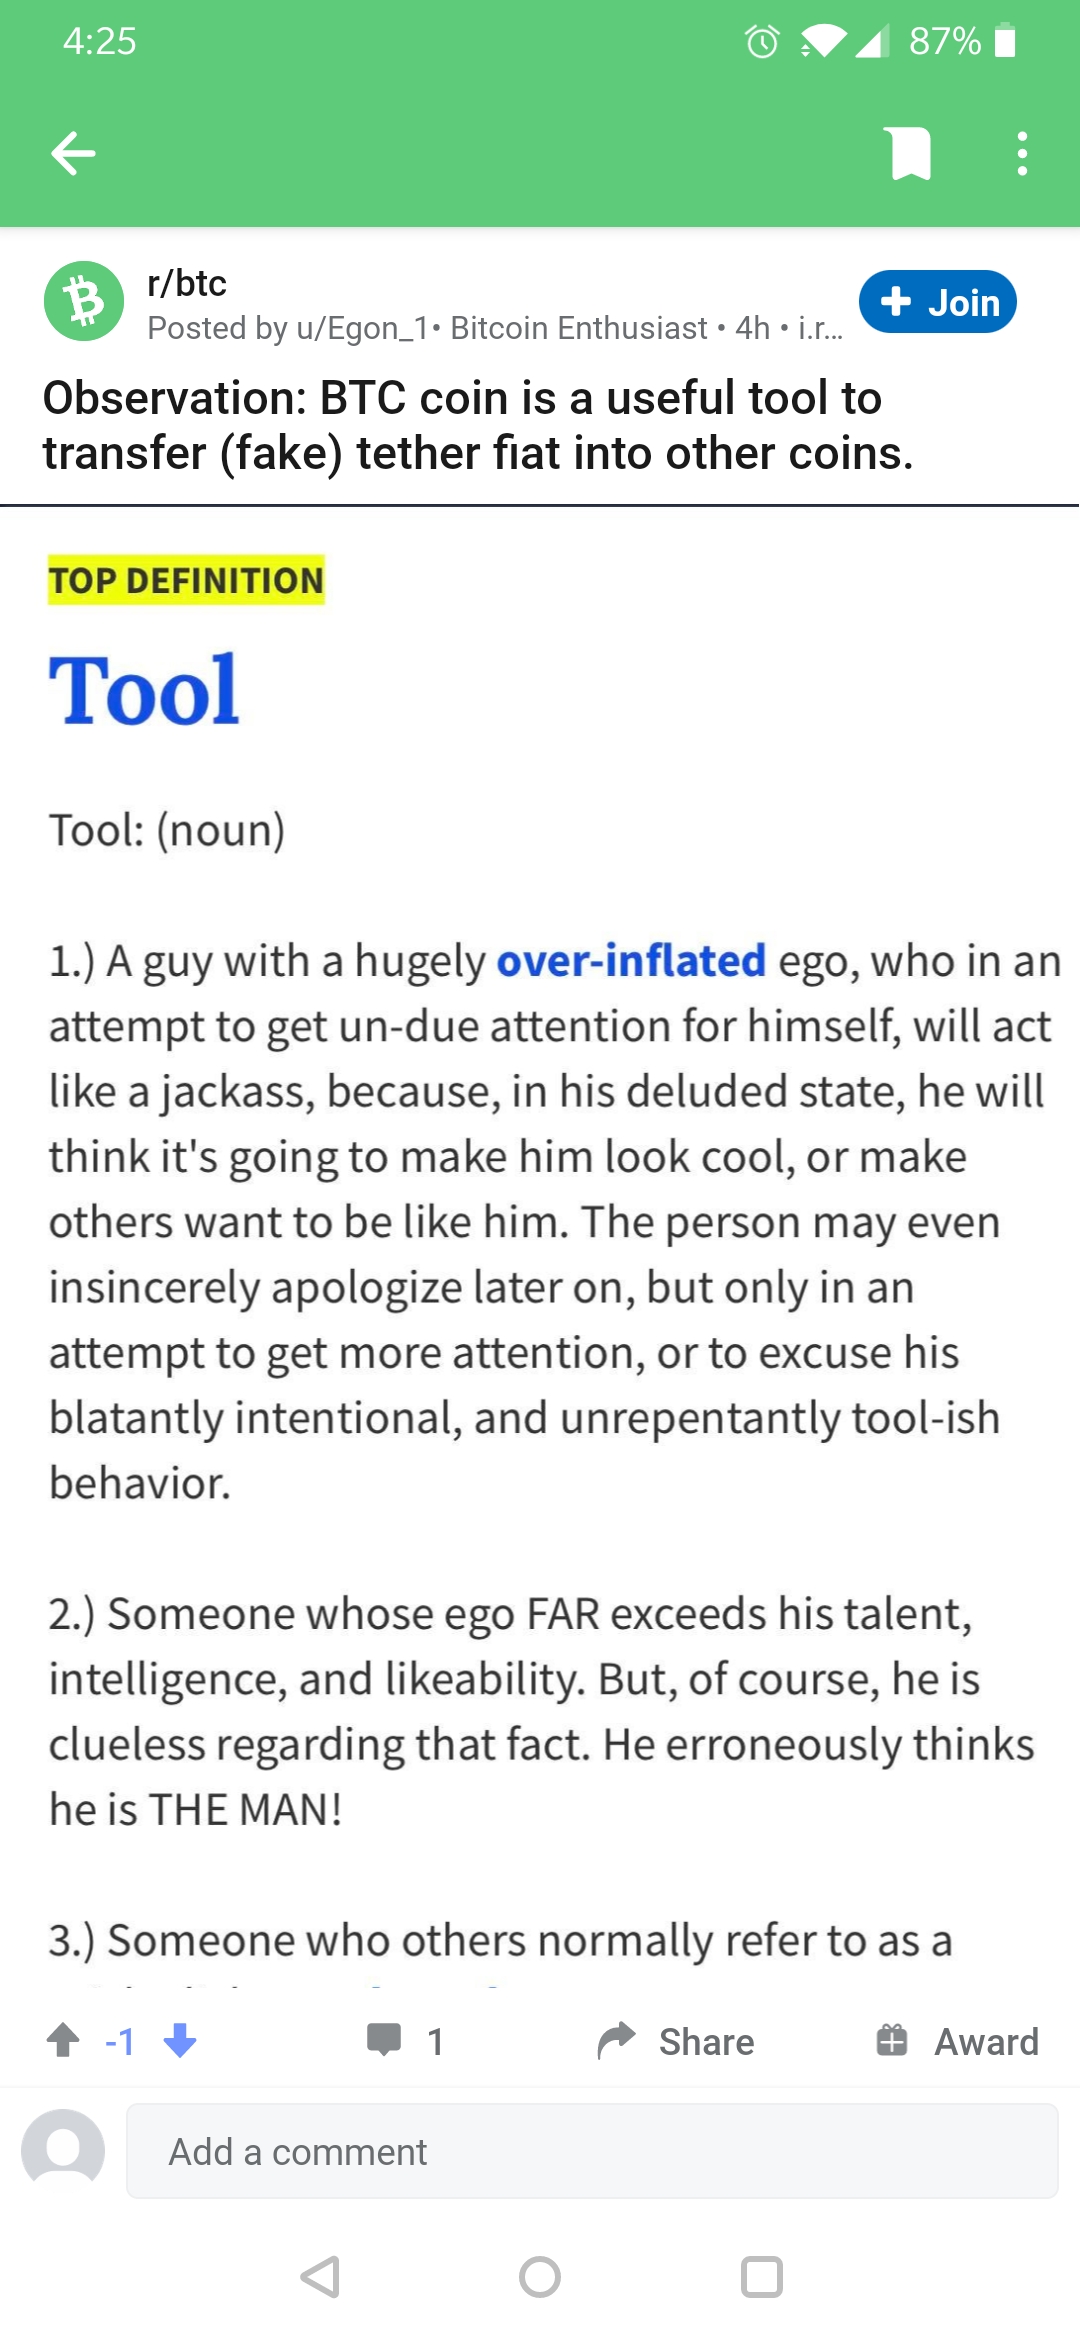 4:25
87%
r/btc
Posted by u/Egon_1• Bitcoin Enthusiast • 4h • i.r...
Join
Observation: BTC coin is a useful tool to
transfer (fake) tether fiat into other coins.
TOP DEFINITION
Tool
Tool: (noun)
1.) A guy with a hugely over-inflated ego, who in an
attempt to get un-due attention for himself, will act
like a jackass, because, in his deluded state, he will
think it's going to make him look cool, or make
others want to be like him. The person may even
insincerely apologize later on, but only in an
attempt to get more attention, or to excuse his
blatantly intentional, and unrepentantly tool-ish
behavior.
2.) Someone whose ego FAR exceeds his talent,
intelligence, and likeability. But, of course, he is
clueless regarding that fact. He erroneously thinks
he is THE MAN!
3.) Someone who others normally refer to as a
-1
1
Share
Award
Add a comment